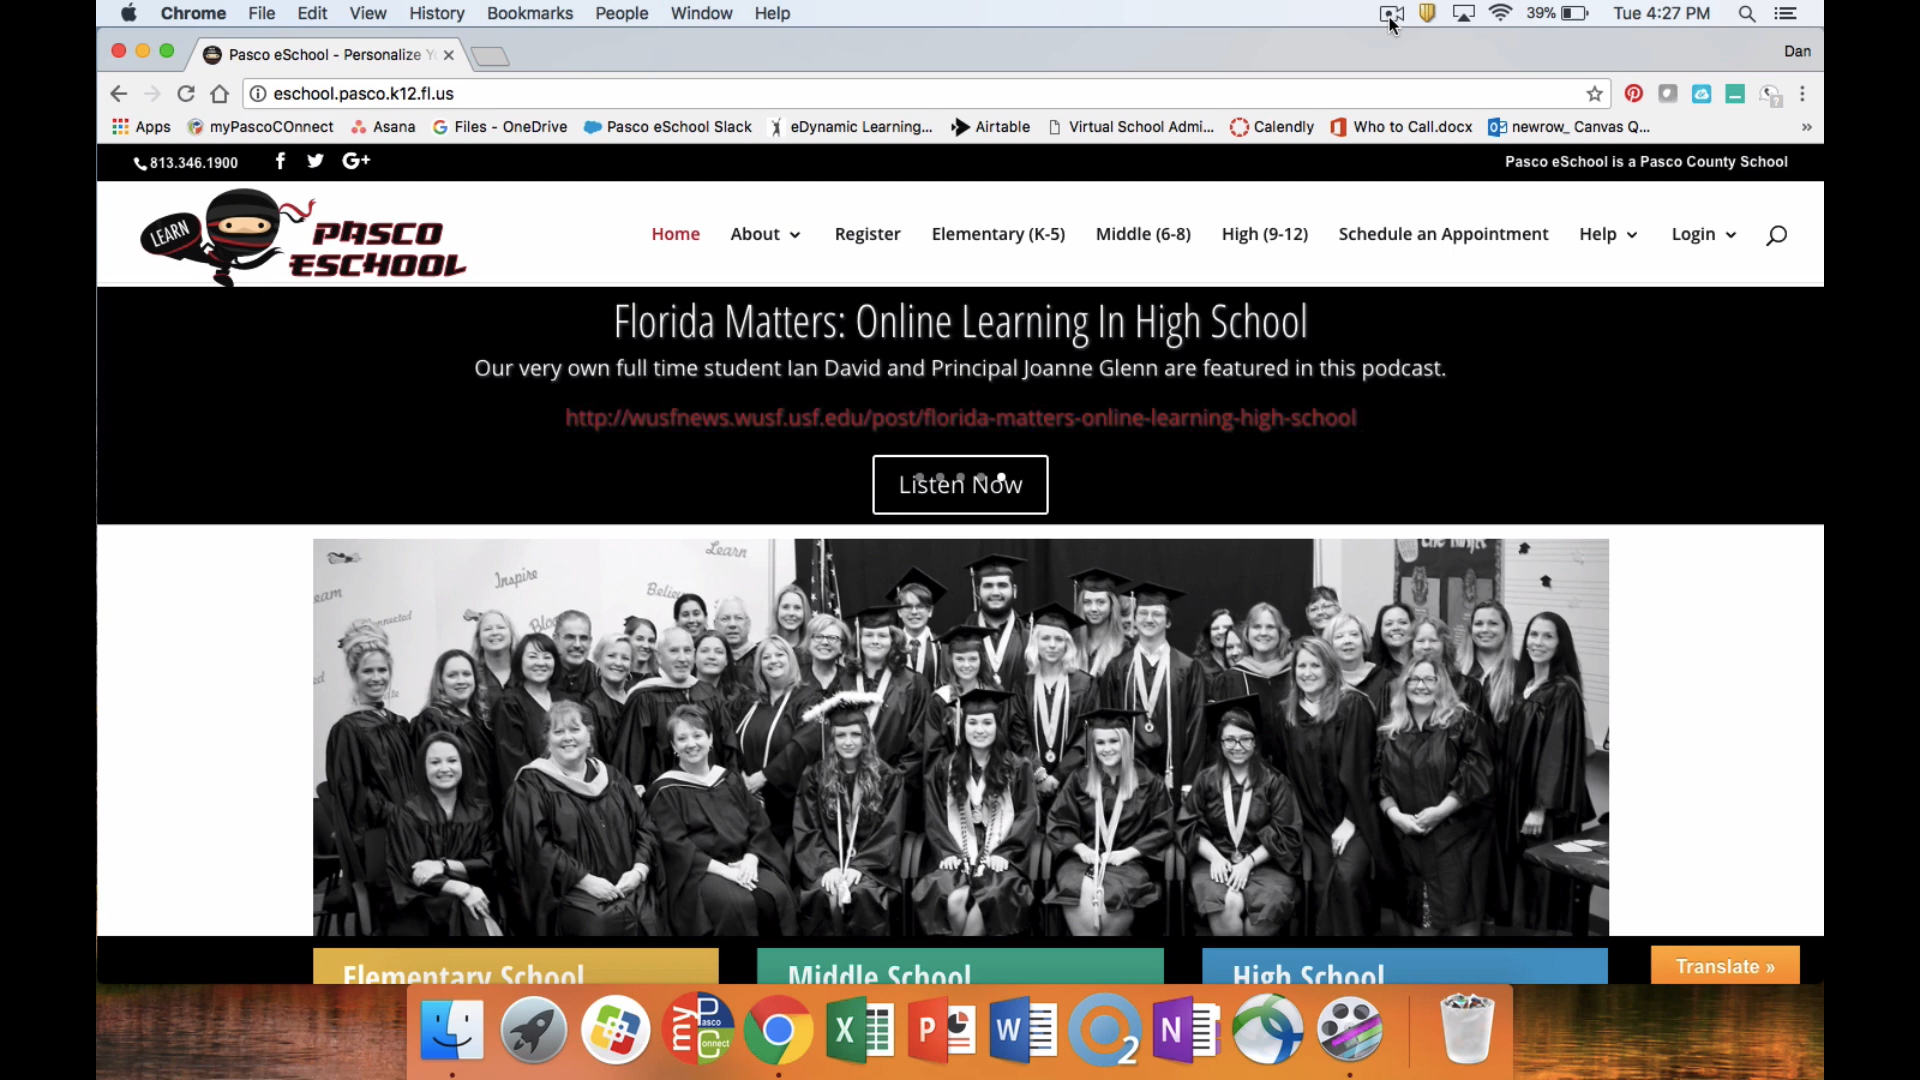 Chrome File Edit View History Bookmarks People Window Help 39% Tue 4:27 PM
Pasco eSchool - Personalize Dan
eschool.pasco.k12.fl.us
Apps myPascoCOnnect Asana Files - OneDrive Pasco eSchool Slack eDynamic Learning... Airtable Virtual School Admi... Calendly Who to Call.docx newrow_ Canvas Q... »
813.346.1900 f G+ Pasco eSchool is a Pasco County School
LEARN
PASCO
ESCHOOL
Home About Register Elementary (K-5) Middle (6-8) High (9-12) Schedule an Appointment Help Login
Florida Matters: Online Learning In High School
Our very own full time student Ian David and Principal Joanne Glenn are featured in this podcast.
http://wusfnews.wusf.usf.edu/post/florida-matters-online-learning-high-school
Listen Now
Learn
Inspire
Elementary School Middle School High School
Translate »
my Pasco Connect X P W 2 N